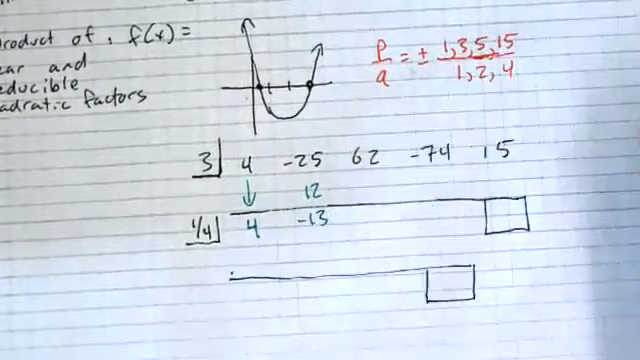 product of, f(x) =
ear and
educible
adratic factors
p/q = ± 1,3,5,15 / 1,2,4
3 4 -25 62 -74 15
12
1/4 4 -13